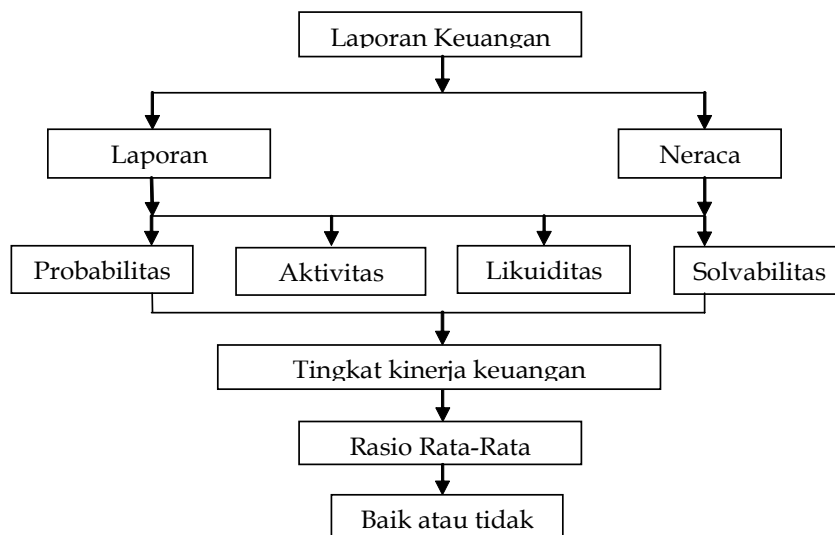 Laporan Keuangan
Laporan
Neraca
Probabilitas
Aktivitas
Likuiditas
Solvabilitas
Tingkat kinerja keuangan
Rasio Rata-Rata
Baik atau tidak